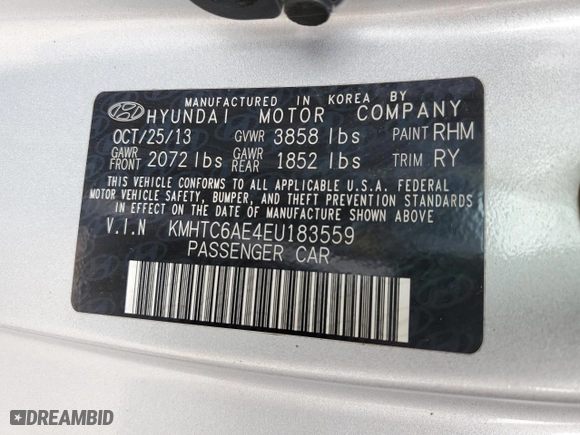 MANUFACTURED IN KOREA BY
HYUNDAI MOTOR COMPANY
OCT/25/13 GVWR 3858 lbs PAINT RHM
GAWR FRONT 2072 lbs GAWR REAR 1852 lbs TRIM RY
THIS VEHICLE CONFORMS TO ALL APPLICABLE U.S.A. FEDERAL
MOTOR VEHICLE SAFETY, BUMPER, AND THEFT PREVENTION STANDARDS
IN EFFECT ON THE DATE OF MANUFACTURE SHOWN ABOVE
V.I.N KMHTC6AE4EU183559
PASSENGER CAR
DREAMBID